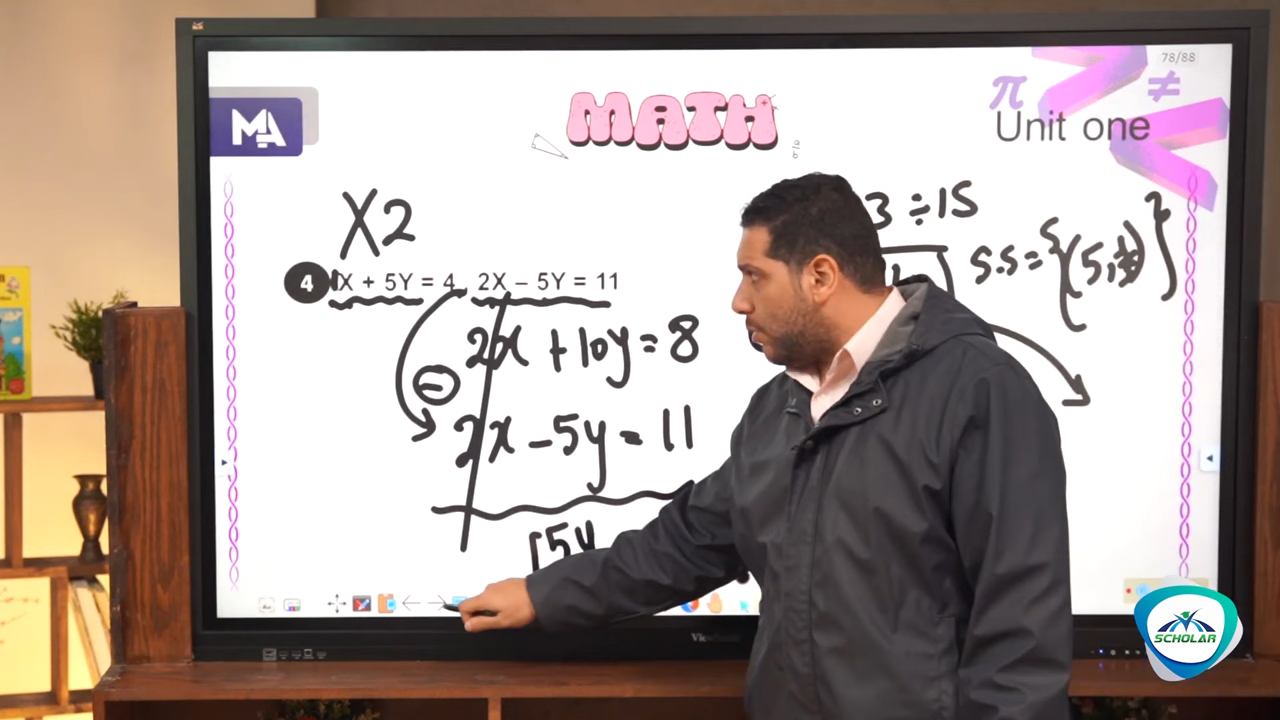 78/88
MA
MATH
π ≠
Unit one
X2
3 ÷15
4 X + 5Y = 4 2X – 5Y = 11
S.S = {(5,
2x + 10y = 8
2x - 5y = 11
15y
ViewSonic
SCHOLAR